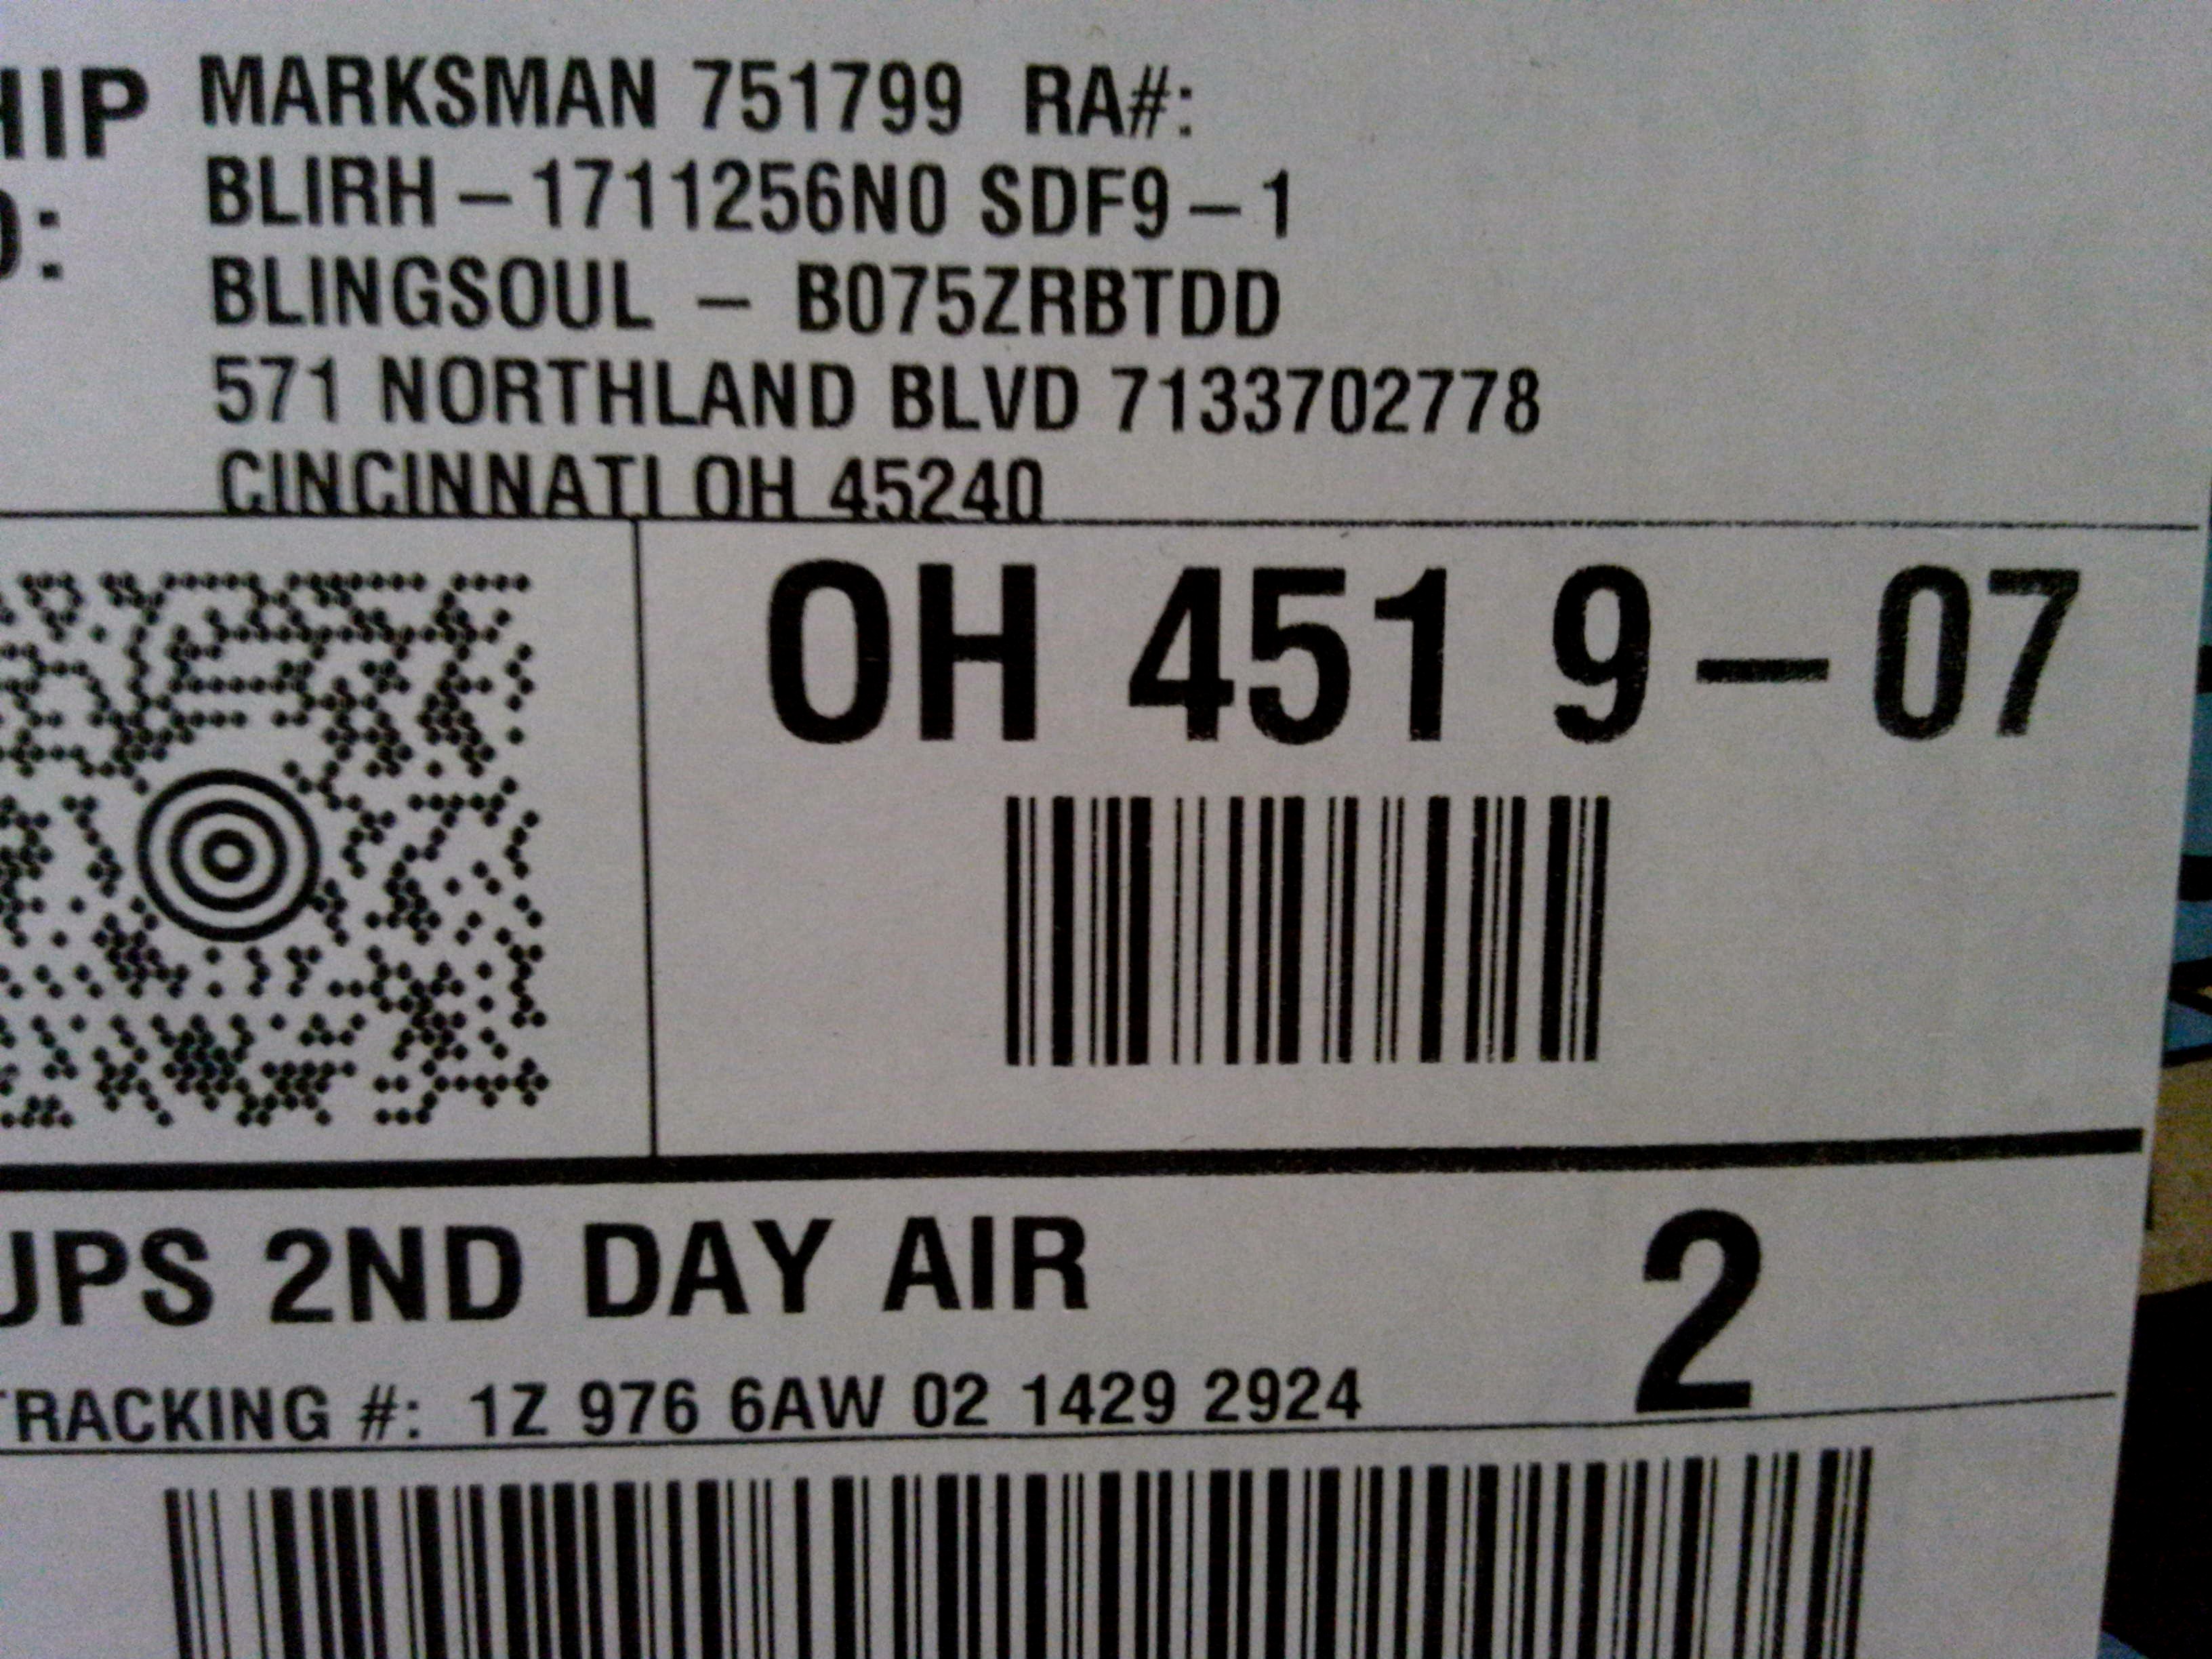 HIP MARKSMAN 751799 RA#:
BLIRH – 1711256N0 SDF9 – 1
O: BLINGSOUL – B075ZRBTDD
571 NORTHLAND BLVD 7133702778
CINCINNATI OH 45240
OH 451 9 – 07
UPS 2ND DAY AIR
2
TRACKING #: 1Z 976 6AW 02 1429 2924